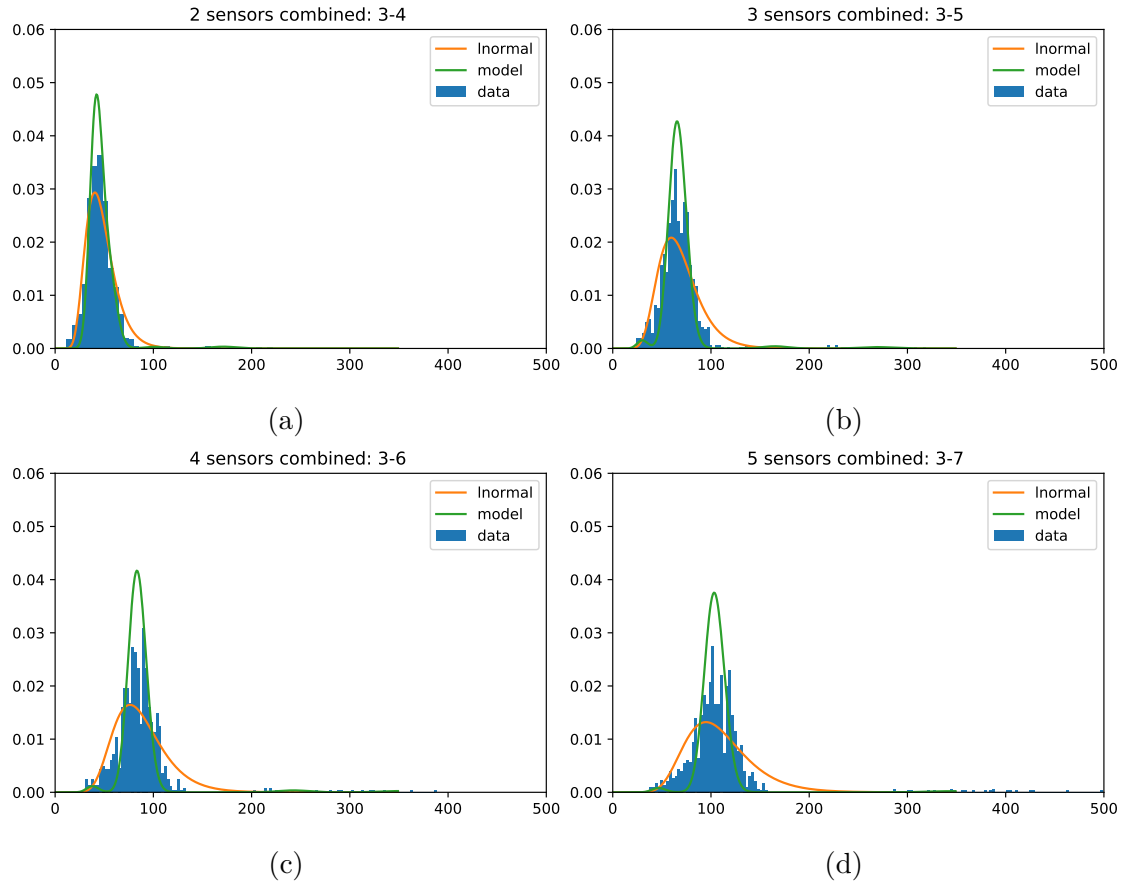 2 sensors combined: 3-4
0.06
0.05
0.04
0.03
0.02
0.01
0.00
0 100 200 300 400 500
lnormal
model
data
(a)
3 sensors combined: 3-5
0.06
0.05
0.04
0.03
0.02
0.01
0.00
0 100 200 300 400 500
lnormal
model
data
(b)
4 sensors combined: 3-6
0.06
0.05
0.04
0.03
0.02
0.01
0.00
0 100 200 300 400 500
lnormal
model
data
(c)
5 sensors combined: 3-7
0.06
0.05
0.04
0.03
0.02
0.01
0.00
0 100 200 300 400 500
lnormal
model
data
(d)